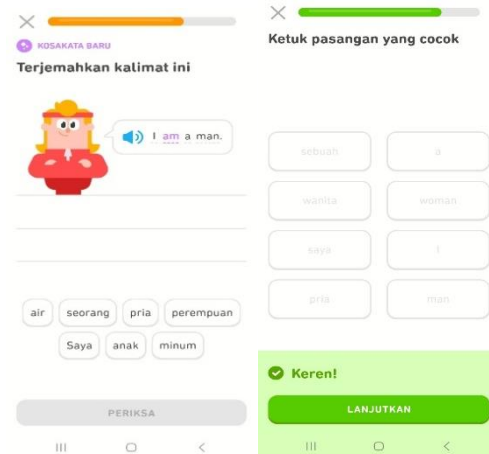 KOSAKATA BARU
Terjemahkan kalimat ini
I am a man.
air seorang pria perempuan
Saya anak minum
PERIKSA
Ketuk pasangan yang cocok
sebuah a
wanita woman
saya I
pria man
Keren!
LANJUTKAN